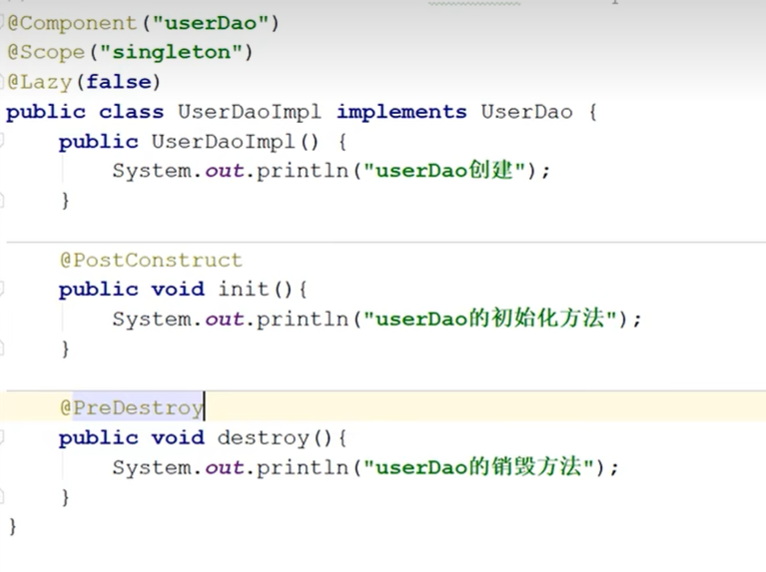 @Component("userDao")
@Scope("singleton")
@Lazy(false)
public class UserDaoImpl implements UserDao {
public UserDaoImpl() {
System.out.println("userDao创建");
}
@PostConstruct
public void init(){
System.out.println("userDao的初始化方法");
}
@PreDestroy
public void destroy(){
System.out.println("userDao的销毁方法");
}
}